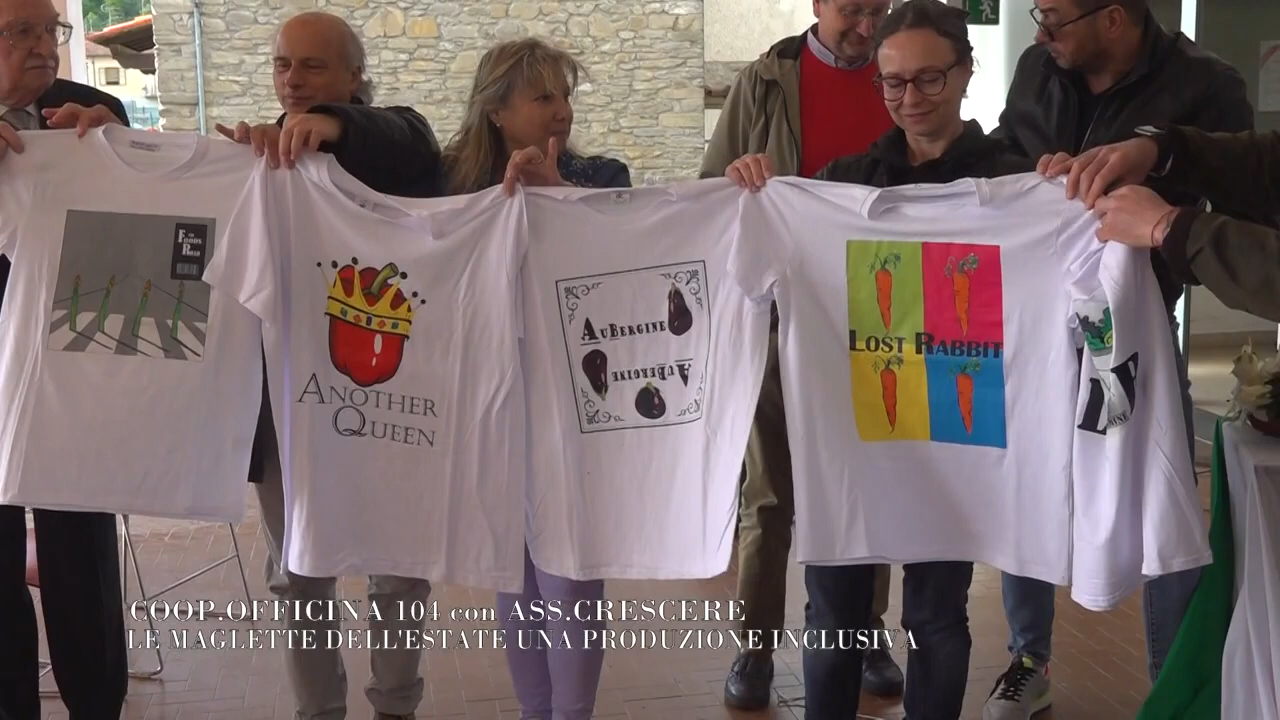 THE
FOODS
ROAD
ANOTHER
QUEEN
AUBERGINE
AUBERGINE
LOST RABBIT
COOP.OFFICINA 104 con ASS.CRESCERE
LE MAGLETTE DELL'ESTATE UNA PRODUZIONE INCLUSIVA